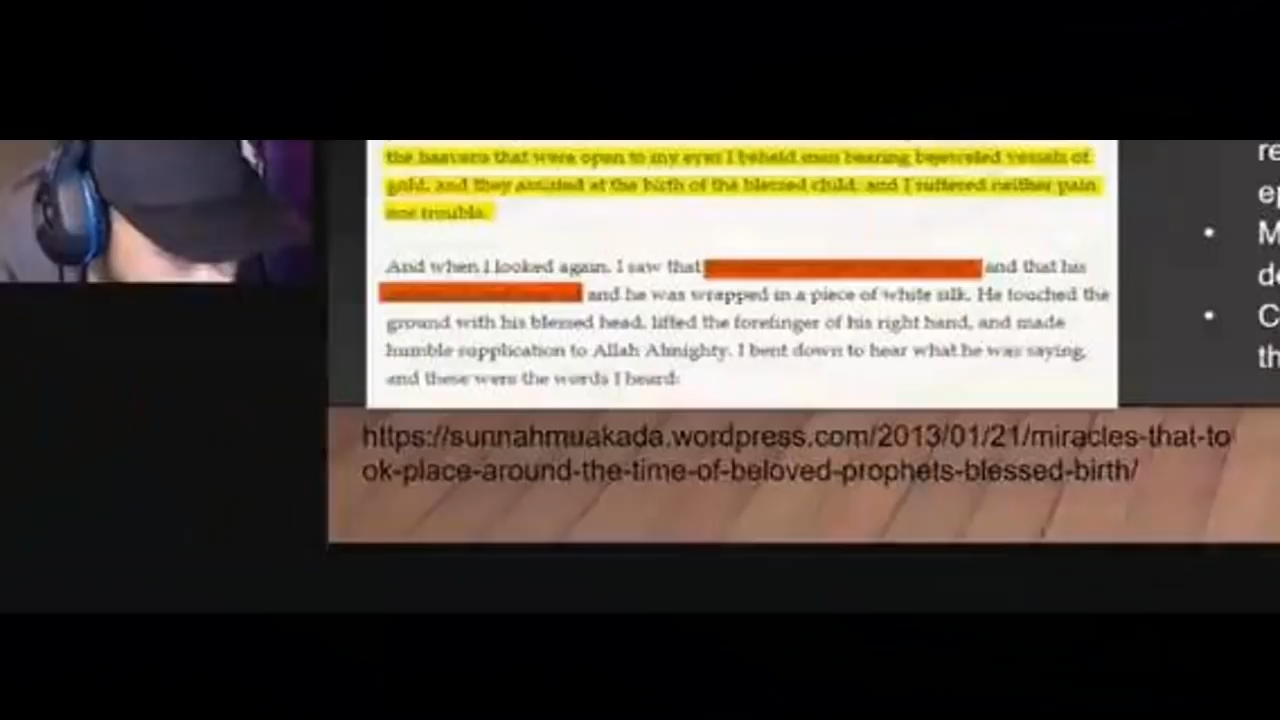 the heavens that were open to my eyes I beheld men bearing bejeweled vessels of
gold, and they assisted at the birth of the blessed child, and I suffered neither pain
nor trouble.
And when I looked again, I saw that and that his
and he was wrapped in a piece of white silk. He touched the
ground with his blessed head, lifted the forefinger of his right hand, and made
humble supplication to Allah Almighty. I bent down to hear what he was saying,
and these were the words I heard:
https://sunnahmuakada.wordpress.com/2013/01/21/miracles-that-to
ok-place-around-the-time-of-beloved-prophets-blessed-birth/
re
ep
• M
de
• C
th